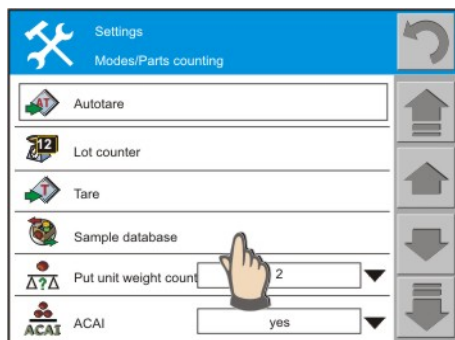 Settings
Modes/Parts counting
AT
Autotare
12
Lot counter
T
Tare
Sample database
?
Put unit weight count
2
ACAI
ACAI
yes